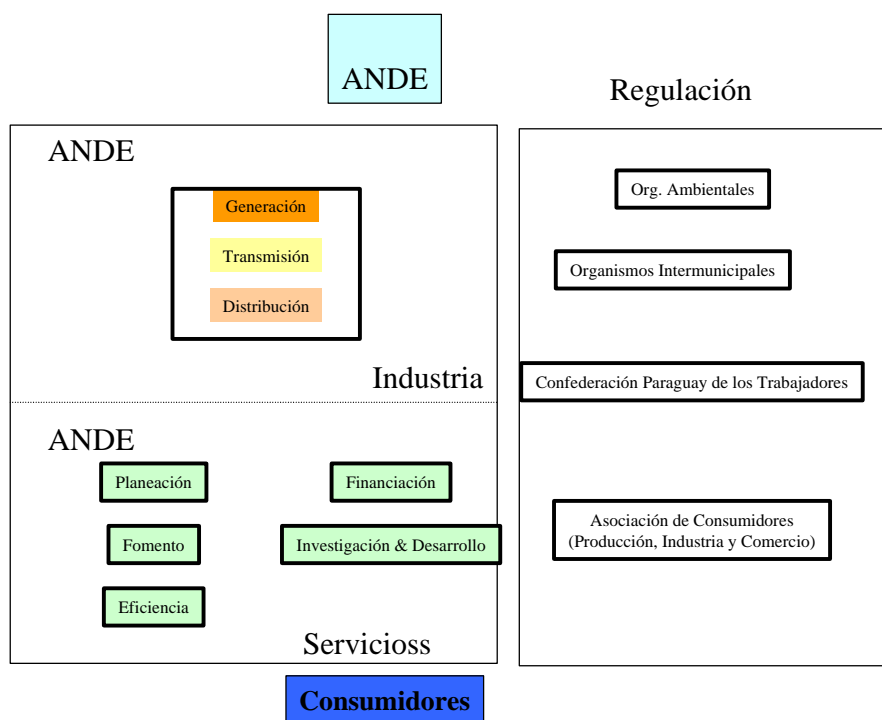 ANDE
Regulación
ANDE
Generación
Transmisión
Distribución
Industria
ANDE
Planeación
Financiación
Fomento
Investigación & Desarrollo
Eficiencia
Servicioss
Org. Ambientales
Organismos Intermunicipales
Confederación Paraguay de los Trabajadores
Asociación de Consumidores
(Producción, Industria y Comercio)
Consumidores